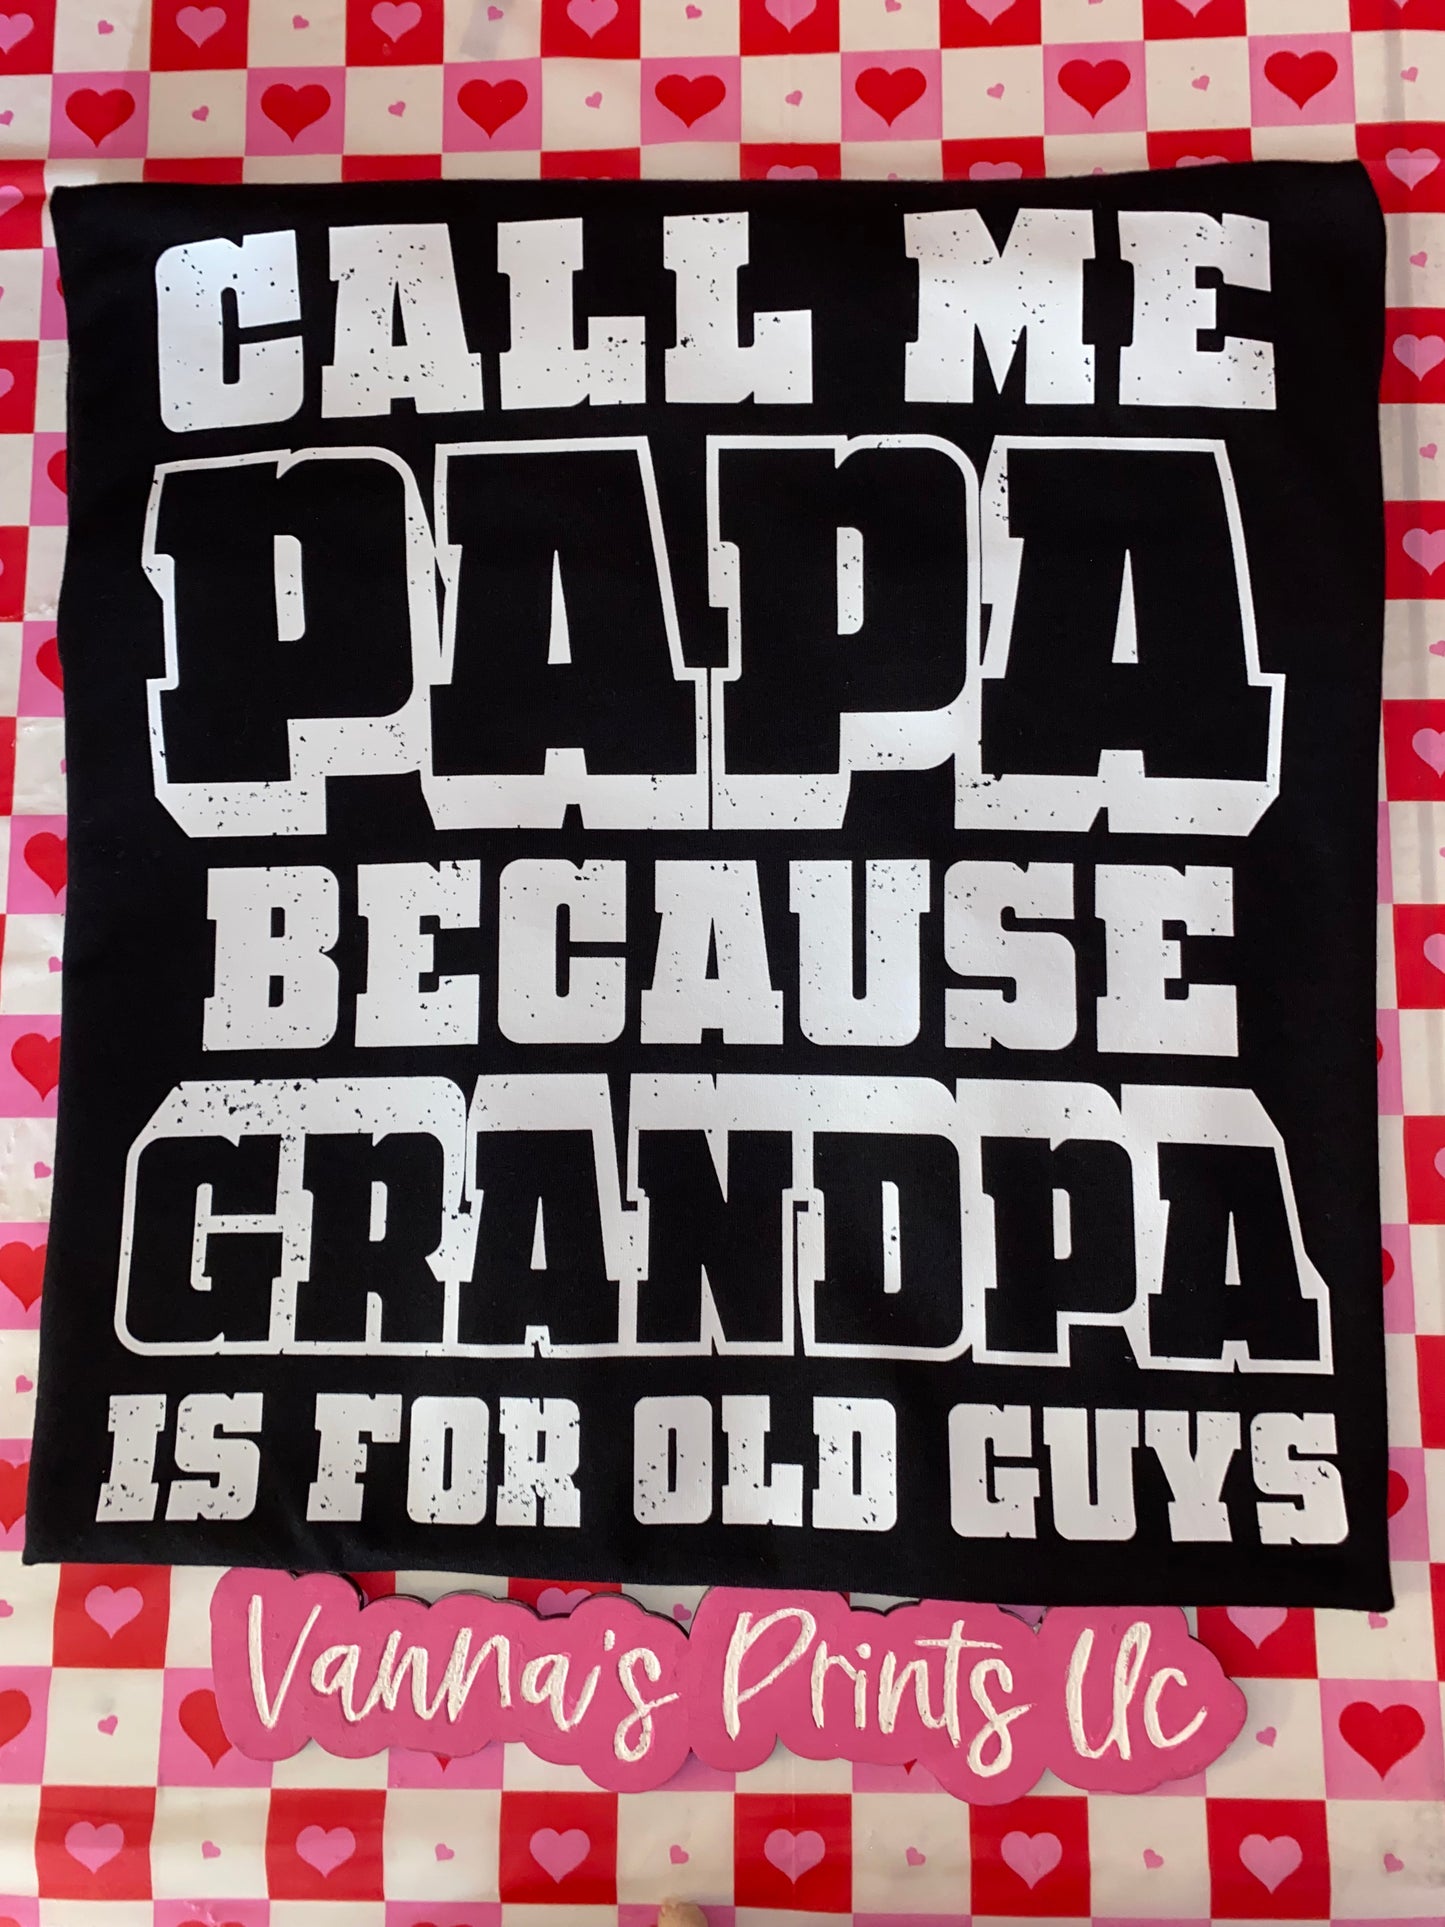 CALL ME
PAPA
BECAUSE
GRANDPA
IS FOR OLD GUYS
Vanna's Prints llc